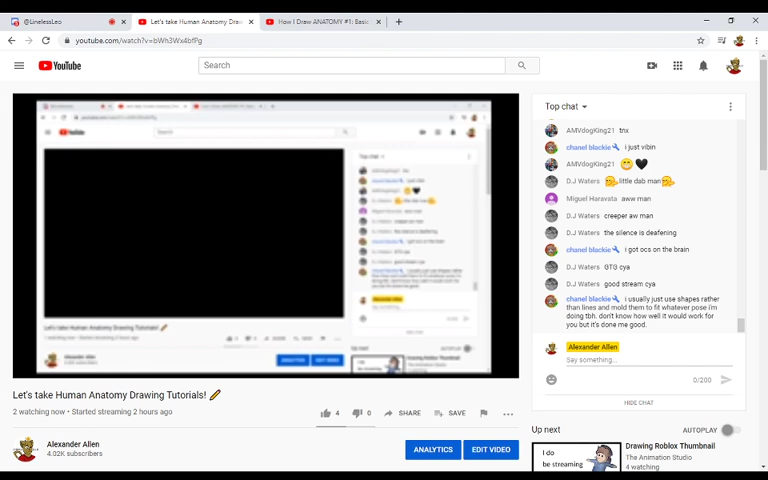 @LinelessLeo
Let's take Human Anatomy Draw
How I Draw ANATOMY #1: Basic
youtube.com/watch?v=bWh3Wx4bfPg
YouTube
Search
Top chat
AMVdogKing21 tnx
chanel blackie i just vibin
AMVdogKing21 😁🖤
D.J Waters little dab man
Miguel Haravata aww man
D.J Waters creeper aw man
D.J Waters the silence is deafening
chanel blackie i got ocs on the brain
D.J Waters GTG cya
D.J Waters good stream cya
chanel blackie i usually just use shapes rather
than lines and mold them to fit whatever pose i'm
doing tbh. don't know how well it would work for
you but it's done me good.
Alexander Allen
Say something...
0/200
HIDE CHAT
Let's take Human Anatomy Drawing Tutorials! ✏️
2 watching now • Started streaming 2 hours ago
4
0
SHARE
SAVE
Alexander Allen
4.02K subscribers
ANALYTICS
EDIT VIDEO
Up next
AUTOPLAY
I do
be streaming
Drawing Roblox Thumbnail
The Animation Studio
4 watching